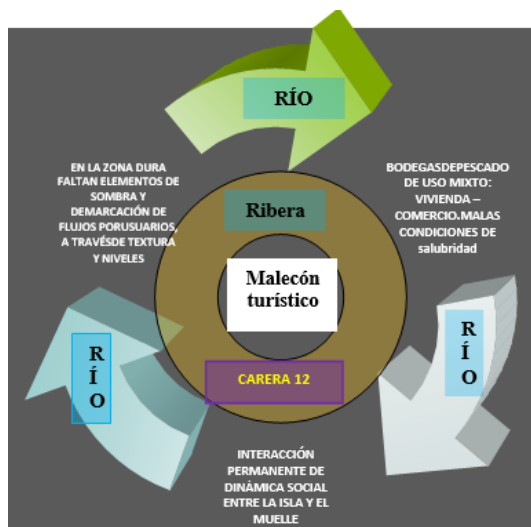 RÍO
EN LA ZONA DURA
FALTAN ELEMENTOS DE
SOMBRA Y
DEMARCACIÓN DE
FLUJOS PORUSUARIOS,
A TRAVÉSDE TEXTURA
Y NIVELES
BODEGASDEPESCADO
DE USO MIXTO:
VIVIENDA –
COMERCIO.MALAS
CONDICIONES DE
salubridad
Ribera
Malecón
turístico
R
Í
O
R
Í
O
CARERA 12
INTERACCIÓN
PERMANENTE DE
DINÁMICA SOCIAL
ENTRE LA ISLA Y EL
MUELLE